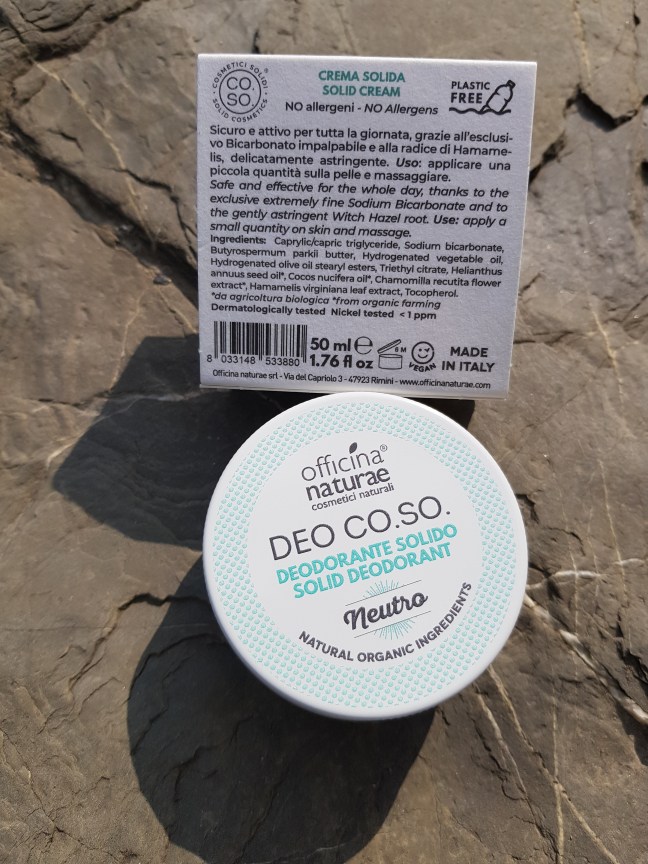 COSMETICI SOLIDI
CO.
SO.
SOLID COSMETICS
CREMA SOLIDA
SOLID CREAM
NO allergeni - NO Allergens
PLASTIC
FREE
Sicuro e attivo per tutta la giornata, grazie all'esclusi-
vo Bicarbonato impalpabile e alla radice di Hamame-
lis, delicatamente astringente. Uso: applicare una
piccola quantità sulla pelle e massaggiare.
Safe and effective for the whole day, thanks to the
exclusive extremely fine Sodium Bicarbonate and to
the gently astringent Witch Hazel root. Use: apply a
small quantity on skin and massage.
Ingredients: Caprylic/capric triglyceride, Sodium bicarbonate,
Butyrospermum parkii butter, Hydrogenated vegetable oil,
Hydrogenated olive oil stearyl esters, Triethyl citrate, Helianthus
annuus seed oil*, Cocos nucifera oil*, Chamomilla recutita flower
extract*, Hamamelis virginiana leaf extract, Tocopherol.
*da agricoltura biologica *from organic farming
Dermatologically tested Nickel tested <1 ppm
8 033148 533880
50 ml e
1.76 fl oz
8 M
VEGAN
MADE
IN ITALY
Officina naturae srl - Via del Capriolo 3 - 47923 Rimini - www.officinanaturae.com
officina®
naturae
cosmetici naturali
DEO CO.SO.
DEODORANTE SOLIDO
SOLID DEODORANT
Neutro
NATURAL ORGANIC INGREDIENTS